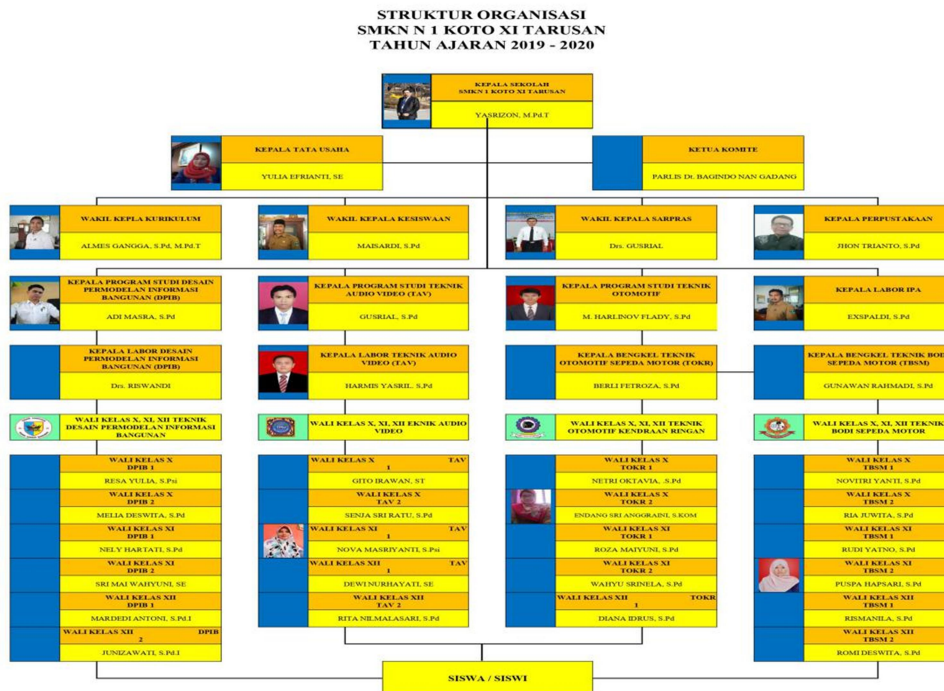 STRUKTUR ORGANISASI
SMKN N 1 KOTO XI TARUSAN
TAHUN AJARAN 2019 - 2020
KEPALA SEKOLAH
SMKN 1 KOTO XI TARUSAN
YASRIZON, M.Pd.T
KEPALA TATA USAHA
YULIA EFRIANTI, SE
KETUA KOMITE
PARLIS Dt. BAGINDO NAN GADANG
WAKIL KEPLA KURIKULUM
ALMES GANGGA, S.Pd, M.Pd.T
WAKIL KEPALA KESISWAAN
MAISARDI, S.Pd
WAKIL KEPALA SARPRAS
Drs. GUSRIAL
KEPALA PERPUSTAKAAN
JHON TRIANTO, S.Pd
KEPALA PROGRAM STUDI DESAIN
PERMODELAN INFORMASI
BANGUNAN (DPIB)
ADI MASRA, S.Pd
KEPALA PROGRAM STUDI TEKNIK
AUDIO VIDEO (TAV)
GUSRIAL, S.Pd
KEPALA PROGRAM STUDI TEKNIK
OTOMOTIF
M. HARLINOV FLADY, S.Pd
KEPALA LABOR IPA
EXSPALDI, S.Pd
KEPALA LABOR DESAIN
PERMODELAN INFORMASI
BANGUNAN (DPIB)
Drs. RISWANDI
KEPALA LABOR TEKNIK AUDIO
VIDEO (TAV)
HARMIS YASRIL. S,Pd
KEPALA BENGKEL TEKNIK
OTOMOTIF SEPEDA MOTOR (TOKR)
BERLI FETROZA, S.Pd
KEPALA BENGKEL TEKNIK BODI
SEPEDA MOTOR (TBSM)
GUNAWAN RAHMADI, S.Pd
WALI KELAS X, XI, XII TEKNIK
DESAIN PERMODELAN INFORMASI
BANGUNAN
WALI KELAS X, XI, XII EKNIK AUDIO
VIDEO
WALI KELAS X, XI, XII TEKNIK
OTOMOTIF KENDRAAN RINGAN
WALI KELAS X, XI, XII TEKNIK
BODI SEPEDA MOTOR
WALI KELAS X
DPIB 1
RESA YULIA, S.Psi
WALI KELAS X
DPIB 2
MELIA DESWITA, S.Pd
WALI KELAS XI
DPIB 1
NELY HARTATI, S.Pd
WALI KELAS XI
DPIB 2
SRI MAI WAHYUNI, SE
WALI KELAS XII
DPIB 1
MARDEDI ANTONI, S.Pd.I
WALI KELAS XII DPIB
2
JUNIZAWATI, S.Pd.I
WALI KELAS X TAV
1
GITO IRAWAN, ST
WALI KELAS X
TAV 2
SENJA SRI RATU, S.Pd
WALI KELAS XI TAV
1
NOVA MASRIYANTI, S.Psi
WALI KELAS XII TAV
1
DEWI NURHAYATI, SE
WALI KELAS XII
TAV 2
RITA NILMALASARI, S.Pd
WALI KELAS X
TOKR 1
NETRI OKTAVIA, .S.Pd
WALI KELAS X
TOKR 2
ENDANG SRI ANGGRAINI, S.KOM
WALI KELAS XI
TOKR 1
ROZA MAIYUNI, S.Pd
WALI KELAS XI
TOKR 2
WAHYU SRINELA, S.Pd
WALI KELAS XII TOKR
1
DIANA IDRUS, S.Pd
WALI KELAS X
TBSM 1
NOVITRI YANTI, S.Pd
WALI KELAS X
TBSM 2
RIA JUWITA, S.Pd
WALI KELAS XI
TBSM 1
RUDI YATNO, S.Pd
WALI KELAS XI
TBSM 2
PUSPA HAPSARI, S.Pd
WALI KELAS XII
TBSM 1
RISMANILA, S.Pd
WALI KELAS XII
TBSM 2
ROMI DESWITA, S.Pd
SISWA / SISWI